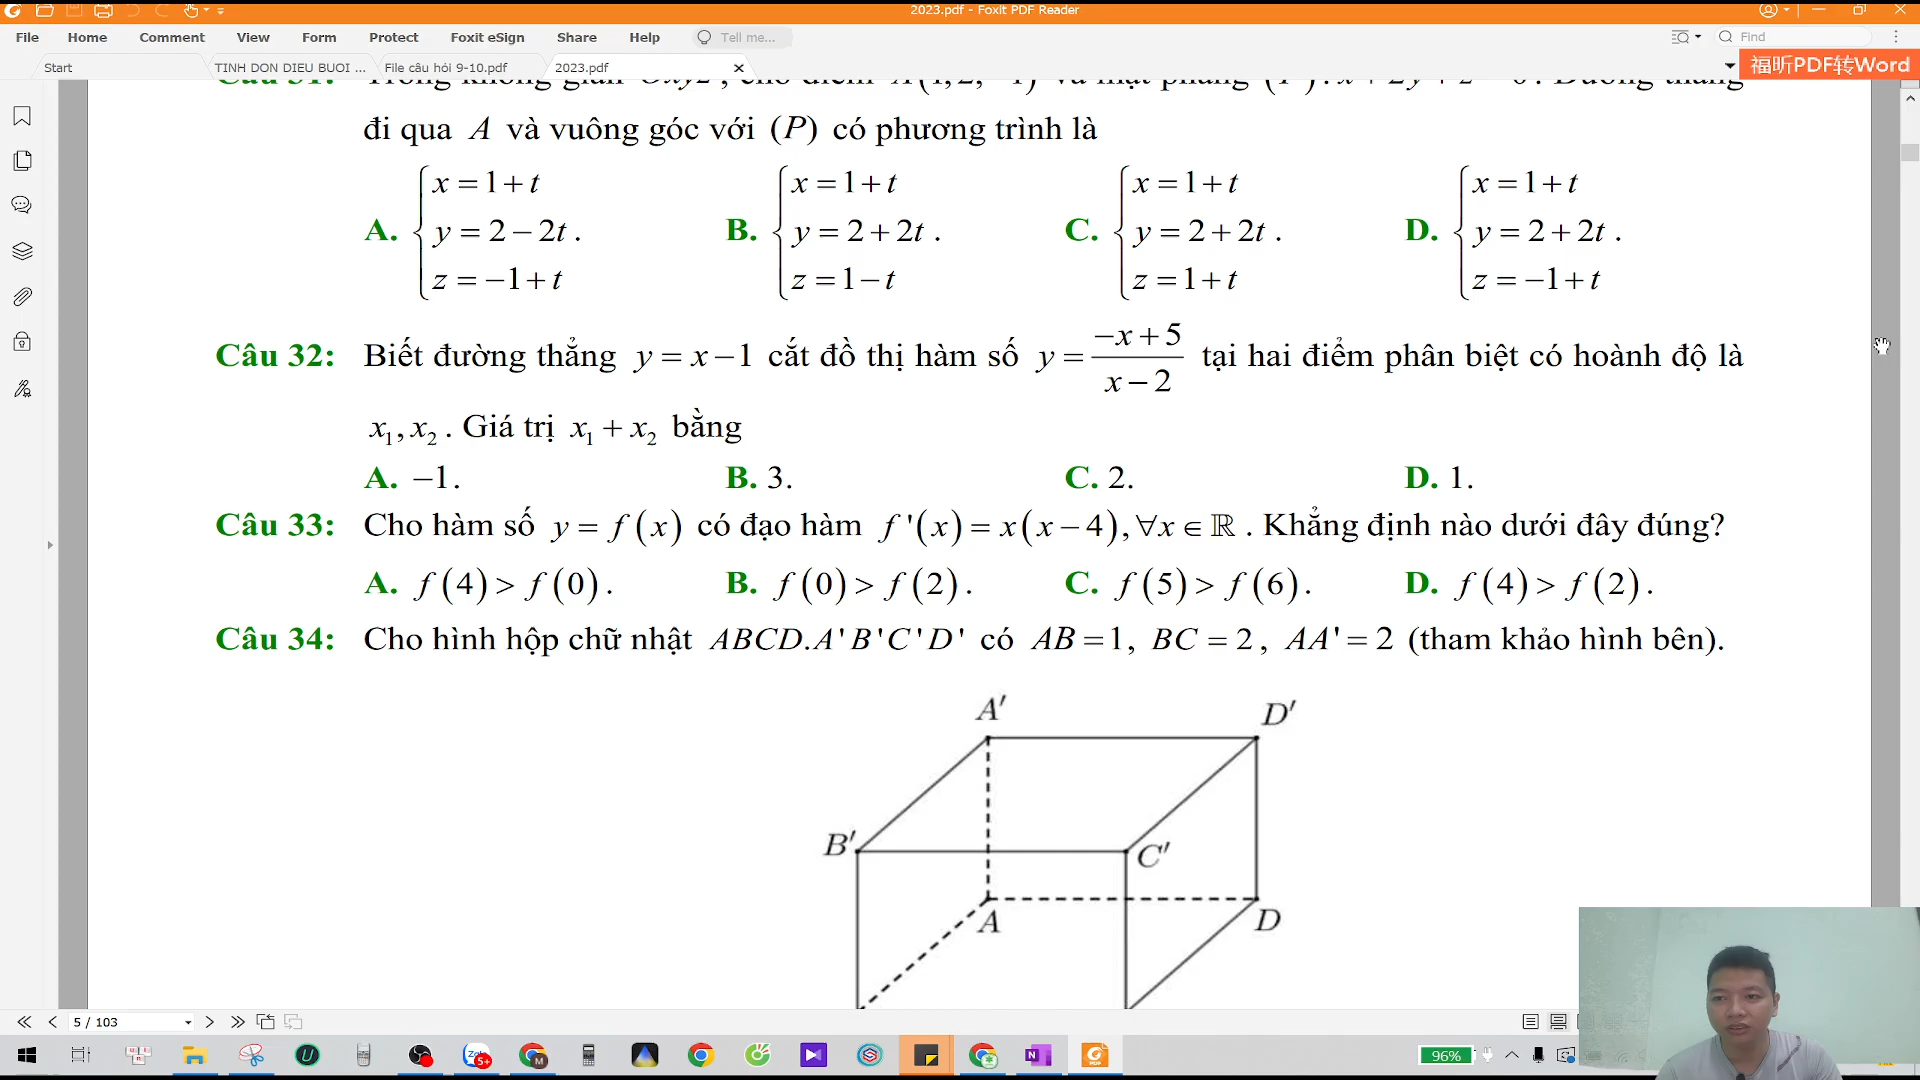 2023.pdf - Foxit PDF Reader
File Home Comment View Form Protect Foxit eSign Share Help Tell me... Find
Start TINH DON DIEU BUOI ... File câu hỏi 9-10.pdf 2023.pdf
福昕PDF转Word
đi qua A và vuông góc với (P) có phương trình là
A. { x = 1 + t y = 2 − 2t . z = −1 + t
B. { x = 1 + t y = 2 + 2t . z = 1 − t
C. { x = 1 + t y = 2 + 2t . z = 1 + t
D. { x = 1 + t y = 2 + 2t . z = −1 + t
Câu 32: Biết đường thẳng y = x − 1 cắt đồ thị hàm số y = (−x + 5)/(x − 2) tại hai điểm phân biệt có hoành độ là
x₁, x₂ . Giá trị x₁ + x₂ bằng
A. −1. B. 3. C. 2. D. 1.
Câu 33: Cho hàm số y = f(x) có đạo hàm f'(x) = x(x − 4), ∀x ∈ ℝ . Khẳng định nào dưới đây đúng?
A. f(4) > f(0). B. f(0) > f(2). C. f(5) > f(6). D. f(4) > f(2).
Câu 34: Cho hình hộp chữ nhật ABCD.A'B'C'D' có AB = 1, BC = 2, AA' = 2 (tham khảo hình bên).
A' D'
B' C'
A D
5 / 103
96%